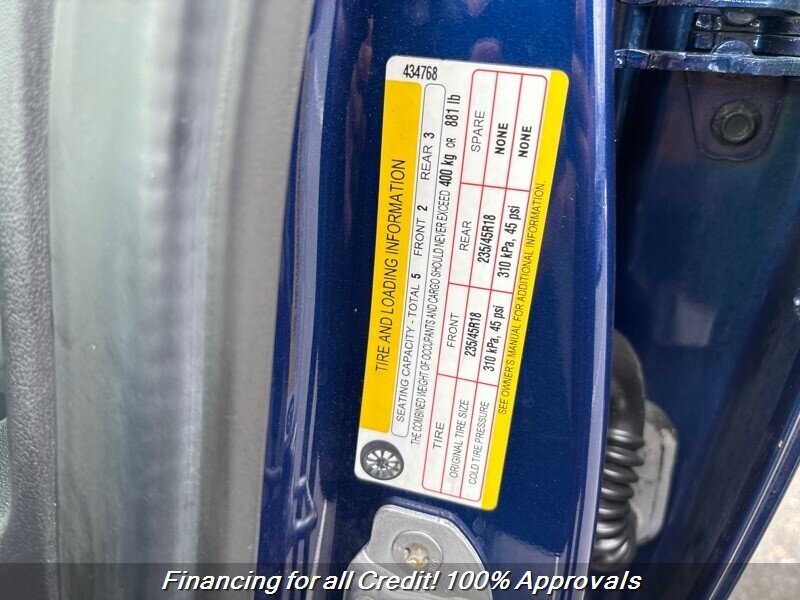 434768
TIRE AND LOADING INFORMATION
SEATING CAPACITY - TOTAL 5 FRONT 2 REAR 3
THE COMBINED WEIGHT OF OCCUPANTS AND CARGO SHOULD NEVER EXCEED 400 kg OR 881 lb
TIRE FRONT REAR SPARE
ORIGINAL TIRE SIZE 235/45R18 235/45R18 NONE
COLD TIRE PRESSURE 310 kPa, 45 psi 310 kPa, 45 psi NONE
SEE OWNER'S MANUAL FOR ADDITIONAL INFORMATION
Financing for all Credit! 100% Approvals